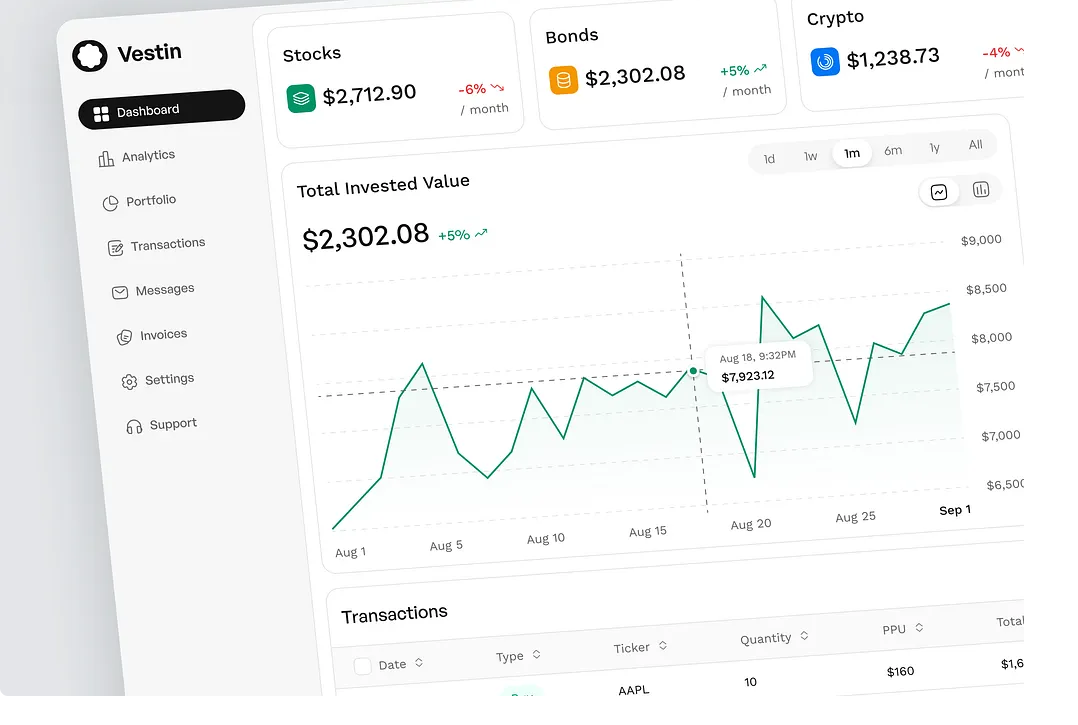 Vestin
Dashboard
Analytics
Portfolio
Transactions
Messages
Invoices
Settings
Support
Stocks
$2,712.90
-6%
/ month
Bonds
$2,302.08
+5%
/ month
Crypto
$1,238.73
-4%
/ mont
Total Invested Value
$2,302.08 +5%
1d 1w 1m 6m 1y All
$9,000
$8,500
$8,000
$7,500
$7,000
$6,500
Aug 18, 9:32PM
$7,923.12
Aug 1 Aug 5 Aug 10 Aug 15 Aug 20 Aug 25 Sep 1
Transactions
Date Type Ticker Quantity PPU Total
AAPL 10 $160 $1,6